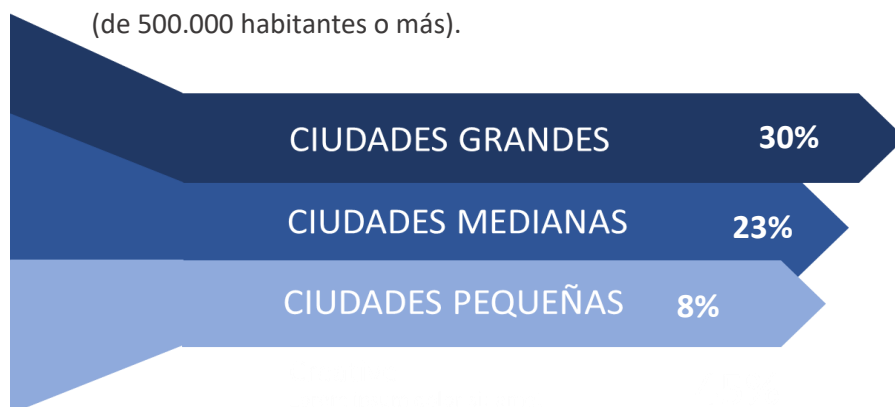 (de 500.000 habitantes o más).
CIUDADES GRANDES 30%
CIUDADES MEDIANAS 23%
CIUDADES PEQUEÑAS 8%